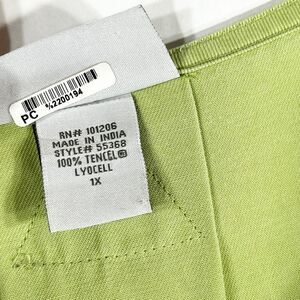 PC %2200194
RN# 101206
MADE IN INDIA
STYLE# 55368
100% TENCEL®
LYOCELL
1X